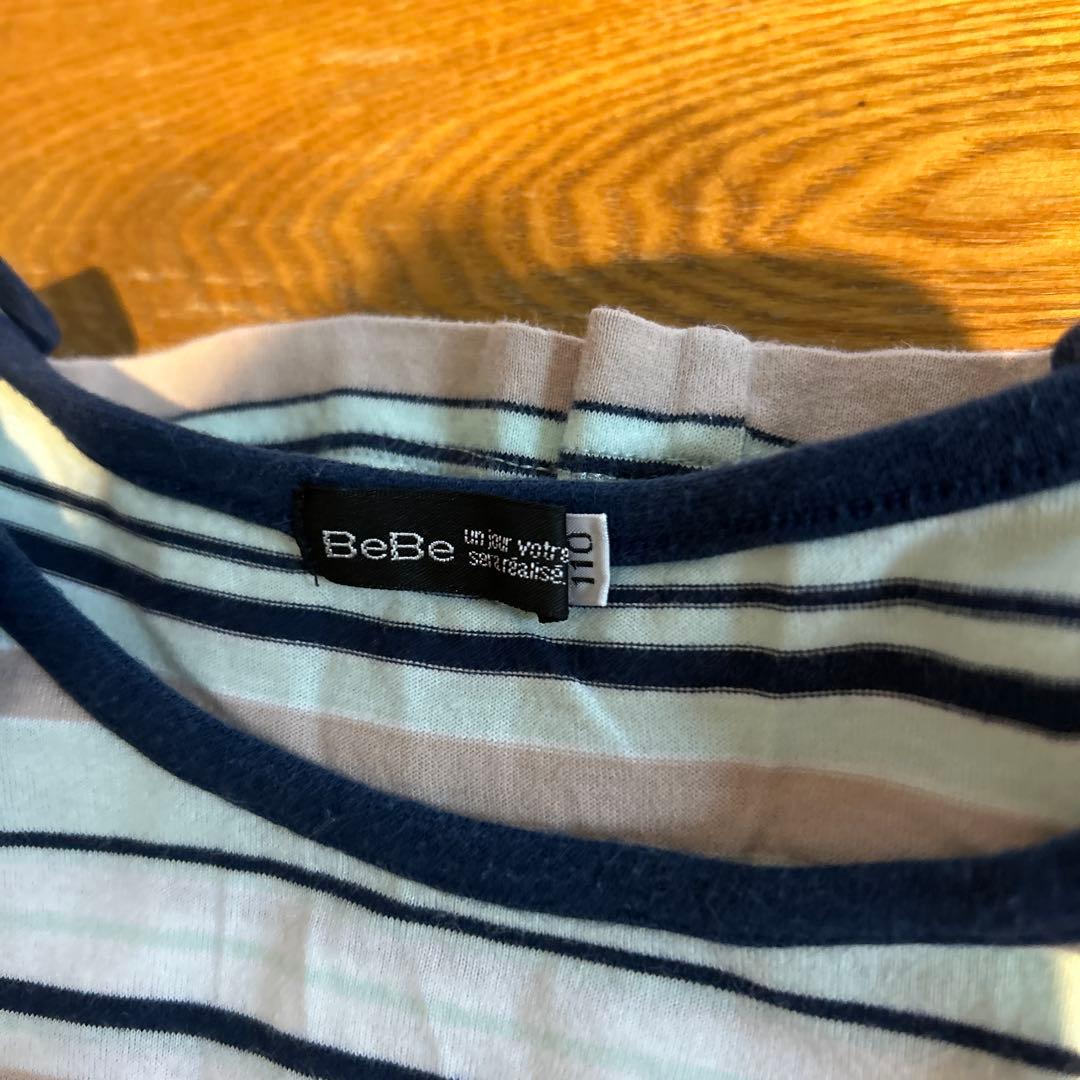 BeBe
un jour votre
sera réalisé
110